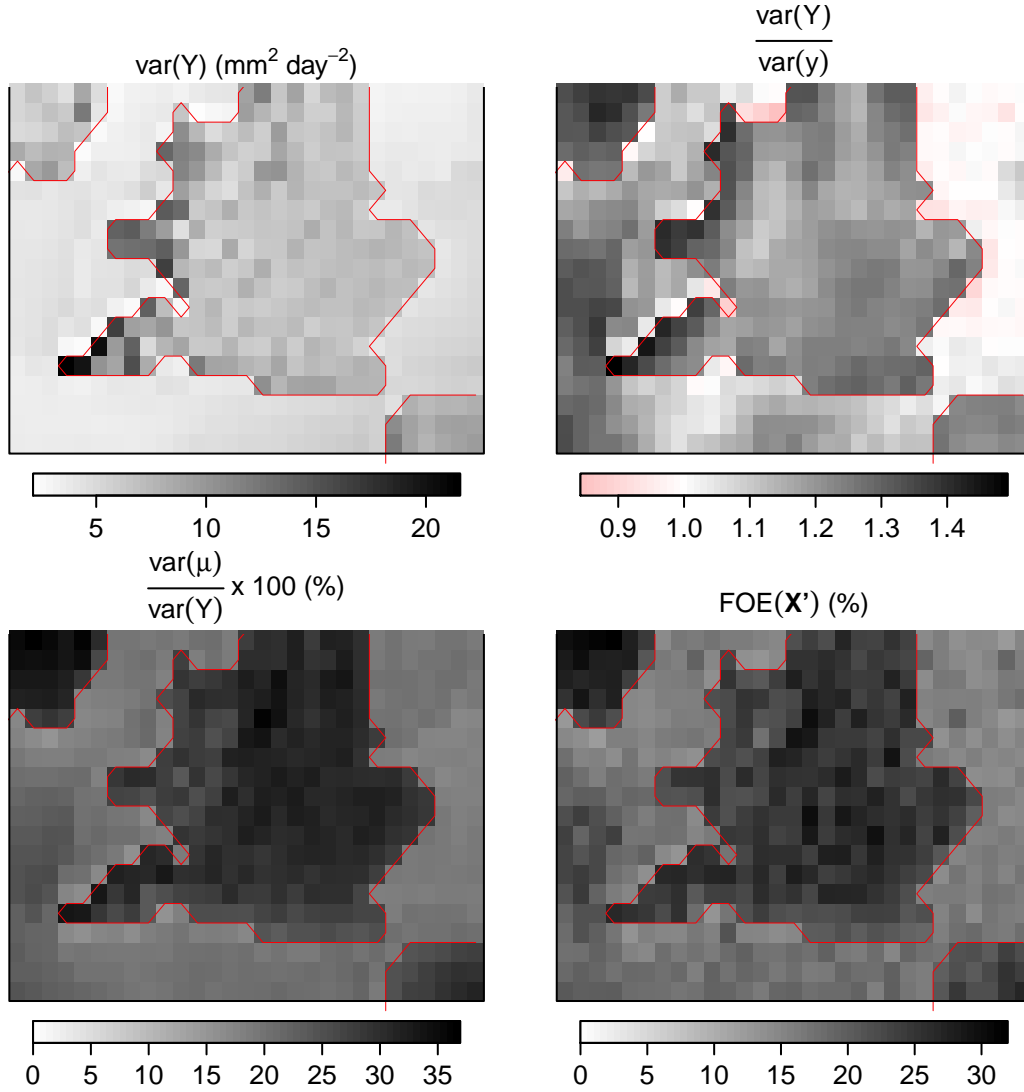 var(Y) (mm² day⁻²)
var(Y)
var(y)
5 10 15 20
0.9 1.0 1.1 1.2 1.3 1.4
var(μ)
var(Y) x 100 (%)
FOE(X') (%)
0 5 10 15 20 25 30 35
0 5 10 15 20 25 30